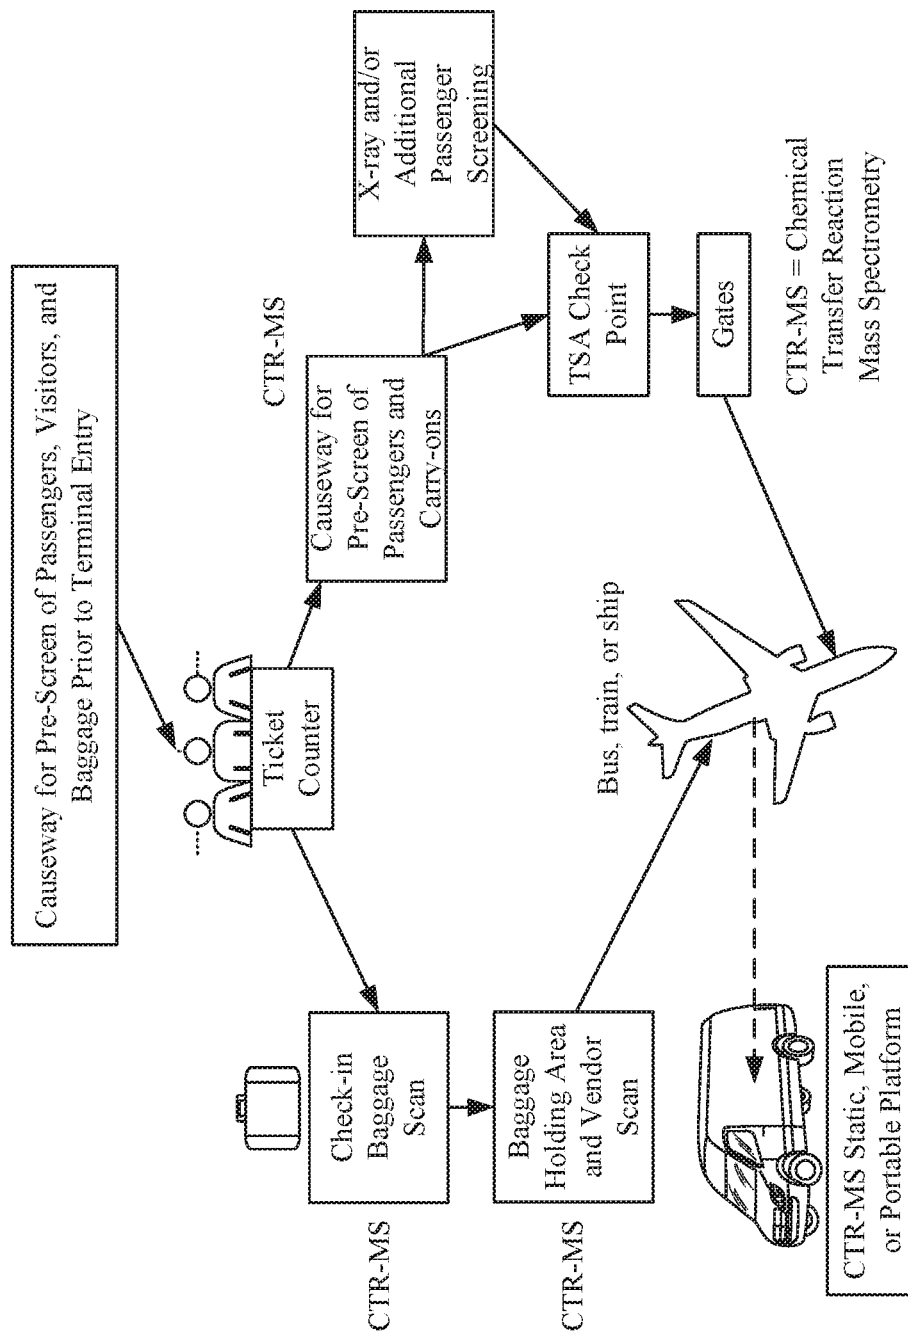 Causeway for Pre-Screen of Passengers, Visitors, and
Baggage Prior to Terminal Entry
Ticket
Counter
CTR-MS
Causeway for
Pre-Screen of
Passengers and
Carry-ons
X-ray and/or
Additional
Passenger
Screening
TSA Check
Point
Gates
CTR-MS = Chemical
Transfer Reaction
Mass Spectrometry
CTR-MS
Check-in
Baggage
Scan
CTR-MS
Baggage
Holding Area
and Vendor
Scan
Bus, train, or ship
CTR-MS Static, Mobile,
or Portable Platform